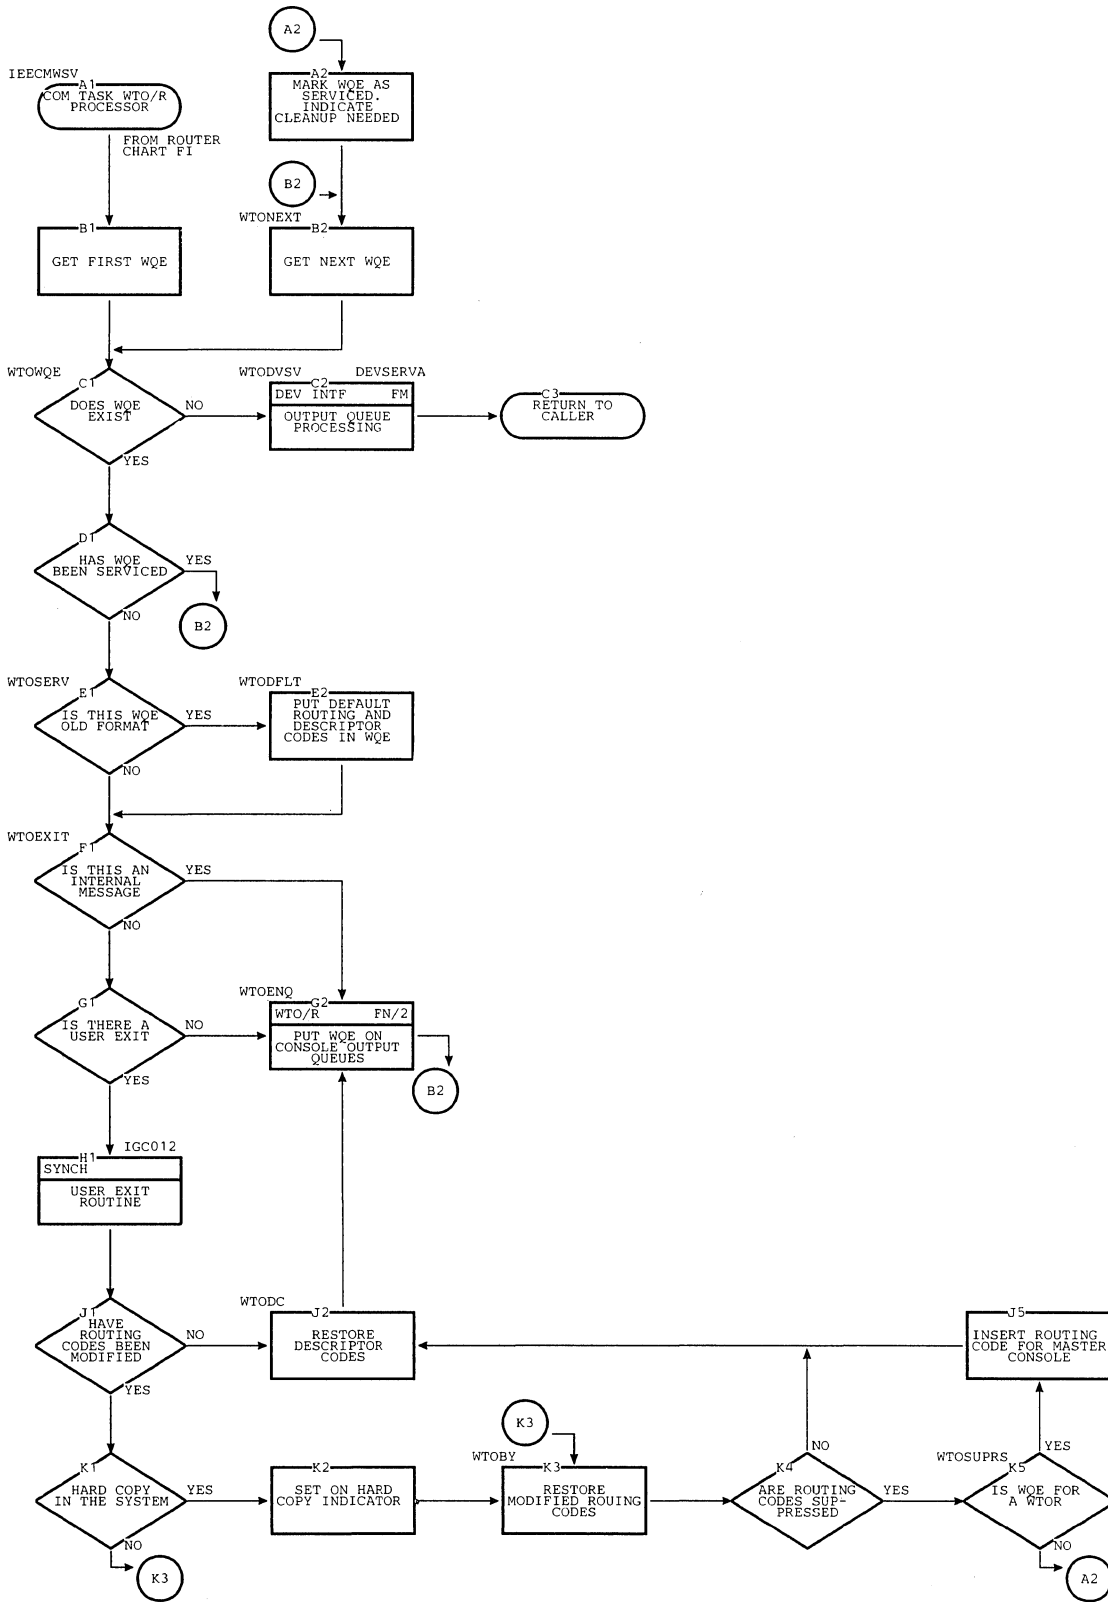 A2
IEECMWSV
A1
COM TASK WTO/R
PROCESSOR
A2
MARK WQE AS
SERVICED.
INDICATE
CLEANUP NEEDED
FROM ROUTER
CHART FI
B2
WTONEXT
B1
GET FIRST WQE
B2
GET NEXT WQE
WTOWQE
C1
DOES WQE
EXIST
NO
YES
WTODVSV
DEVSERVA
C2
DEV INTF
FM
OUTPUT QUEUE
PROCESSING
C3
RETURN TO
CALLER
D1
HAS WQE
BEEN SERVICED
YES
NO
B2
WTOSERV
E1
IS THIS WQE
OLD FORMAT
YES
NO
WTODFLT
E2
PUT DEFAULT
ROUTING AND
DESCRIPTOR
CODES IN WQE
WTOEXIT
F1
IS THIS AN
INTERNAL
MESSAGE
YES
NO
G1
IS THERE A
USER EXIT
NO
YES
WTOENQ
G2
WTO/R
FN/2
PUT WQE ON
CONSOLE OUTPUT
QUEUES
B2
IGC012
H1
SYNCH
USER EXIT
ROUTINE
J1
HAVE
ROUTING
CODES BEEN
MODIFIED
NO
YES
WTODC
J2
RESTORE
DESCRIPTOR
CODES
J5
INSERT ROUTING
CODE FOR MASTER
CONSOLE
K1
HARD COPY
IN THE SYSTEM
YES
NO
K3
K2
SET ON HARD
COPY INDICATOR
K3
WTOBY
K3
RESTORE
MODIFIED ROUING
CODES
K4
ARE ROUTING
CODES SUP-
PRESSED
NO
YES
WTOSUPRS
K5
IS WQE FOR
A WTOR
YES
NO
A2